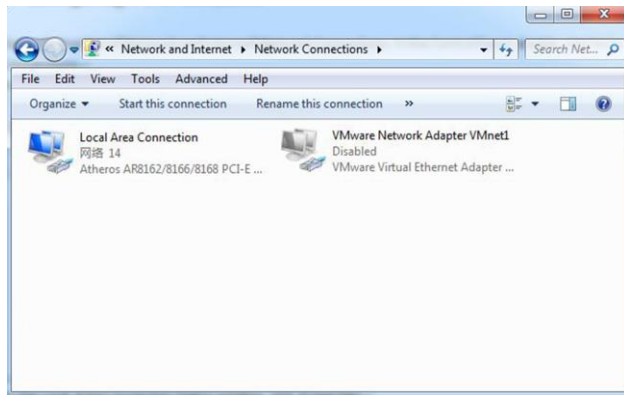 « Network and Internet ▸ Network Connections ▸
Search Net...
File Edit View Tools Advanced Help
Organize ▾ Start this connection Rename this connection »
Local Area Connection
网络 14
Atheros AR8162/8166/8168 PCI-E ...
VMware Network Adapter VMnet1
Disabled
VMware Virtual Ethernet Adapter ...